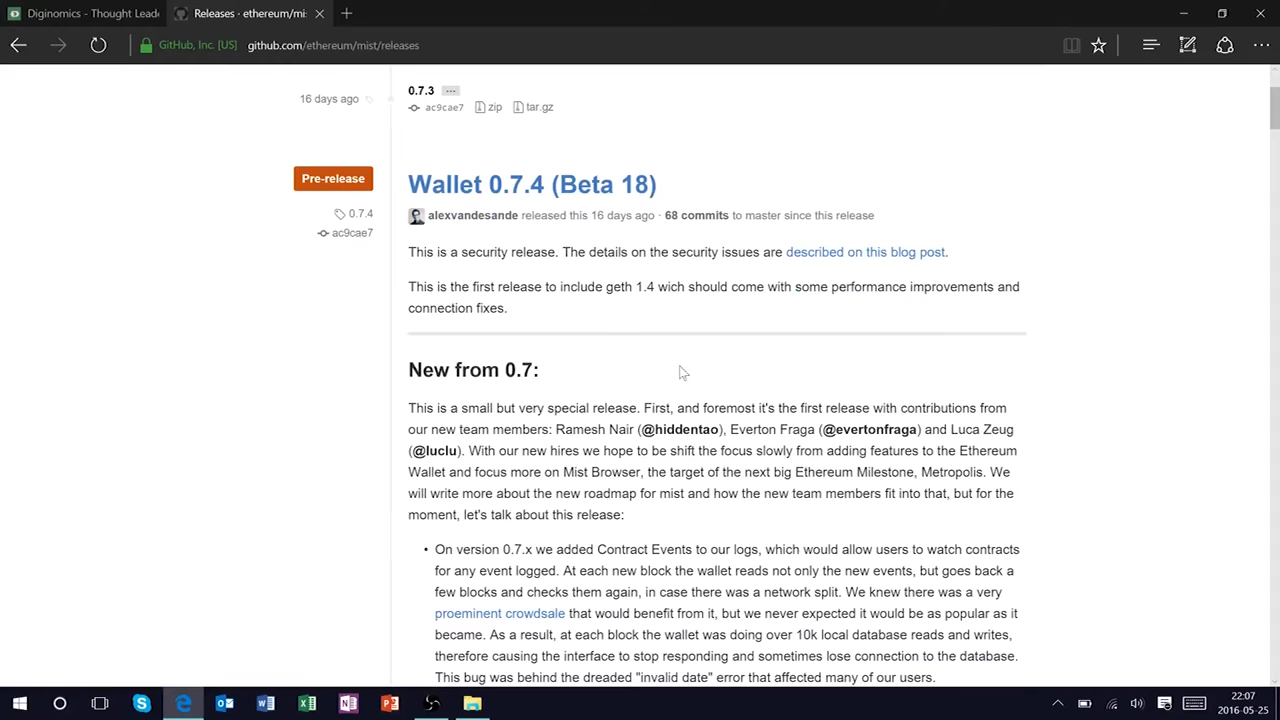 Diginomics - Thought Lead
Releases - ethereum/mis
GitHub, Inc. [US] github.com/ethereum/mist/releases
16 days ago
0.7.3 ...
ac9cae7 zip tar.gz
Pre-release
0.7.4
ac9cae7
Wallet 0.7.4 (Beta 18)
alexvandesande released this 16 days ago · 68 commits to master since this release
This is a security release. The details on the security issues are described on this blog post.
This is the first release to include geth 1.4 wich should come with some performance improvements and
connection fixes.
New from 0.7:
This is a small but very special release. First, and foremost it's the first release with contributions from
our new team members: Ramesh Nair (@hiddentao), Everton Fraga (@evertonfraga) and Luca Zeug
(@luclu). With our new hires we hope to be shift the focus slowly from adding features to the Ethereum
Wallet and focus more on Mist Browser, the target of the next big Ethereum Milestone, Metropolis. We
will write more about the new roadmap for mist and how the new team members fit into that, but for the
moment, let's talk about this release:
• On version 0.7.x we added Contract Events to our logs, which would allow users to watch contracts
for any event logged. At each new block the wallet reads not only the new events, but goes back a
few blocks and checks them again, in case there was a network split. We knew there was a very
proeminent crowdsale that would benefit from it, but we never expected it would be as popular as it
became. As a result, at each block the wallet was doing over 10k local database reads and writes,
therefore causing the interface to stop responding and sometimes lose connection to the database.
This bug was behind the dreaded "invalid date" error that affected many of our users.
22:07
2016-05-25